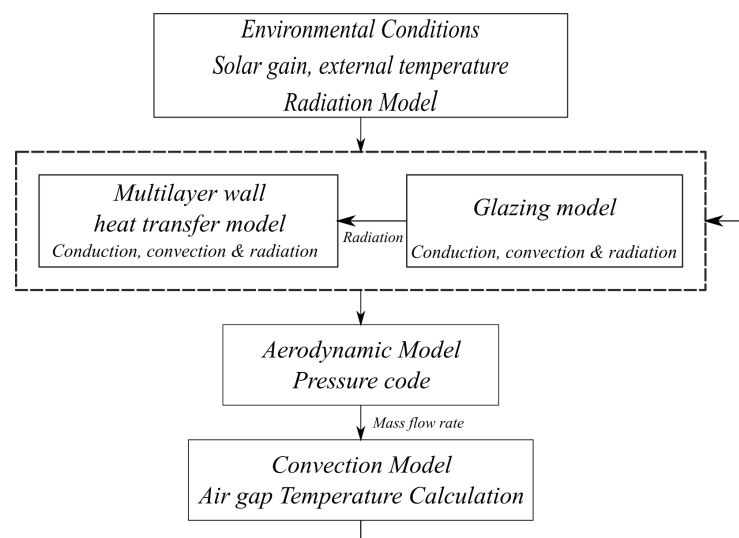 Environmental Conditions
Solar gain, external temperature
Radiation Model
Multilayer wall
heat transfer model
Conduction, convection & radiation
Radiation
Glazing model
Conduction, convection & radiation
Aerodynamic Model
Pressure code
Mass flow rate
Convection Model
Air gap Temperature Calculation